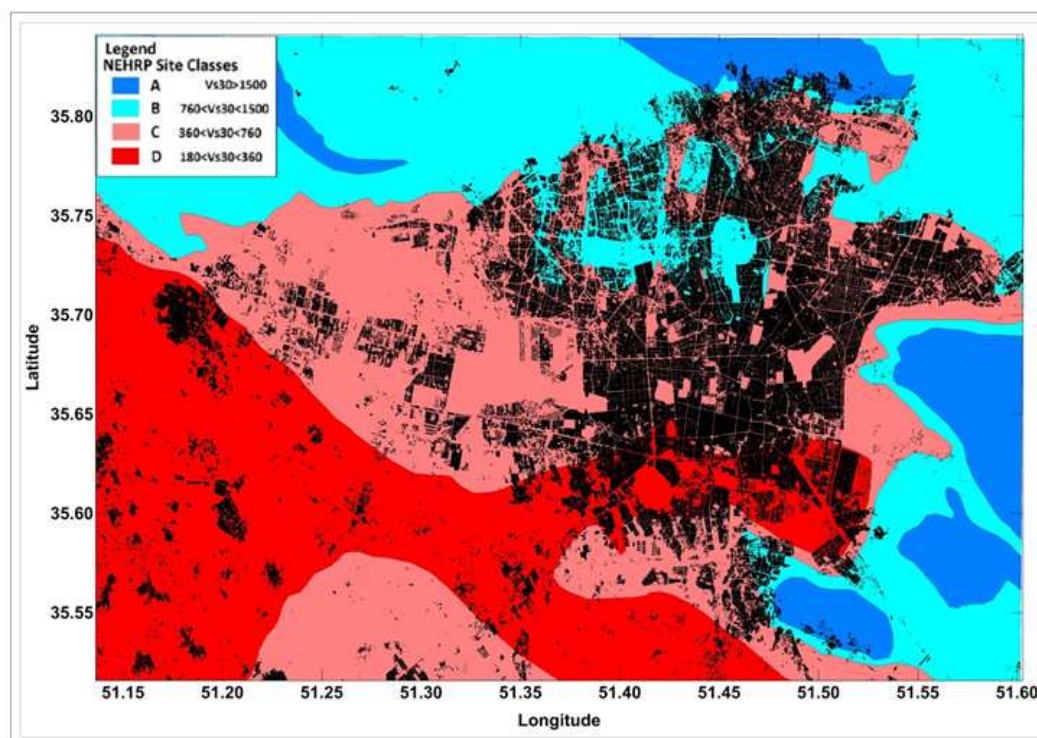 Legend
NEHRP Site Classes
A Vs30>1500
B 760<Vs30<1500
C 360<Vs30<760
D 180<Vs30<360
35.80
35.75
35.70
35.65
35.60
35.55
Latitude
51.15 51.20 51.25 51.30 51.35 51.40 51.45 51.50 51.55 51.60
Longitude